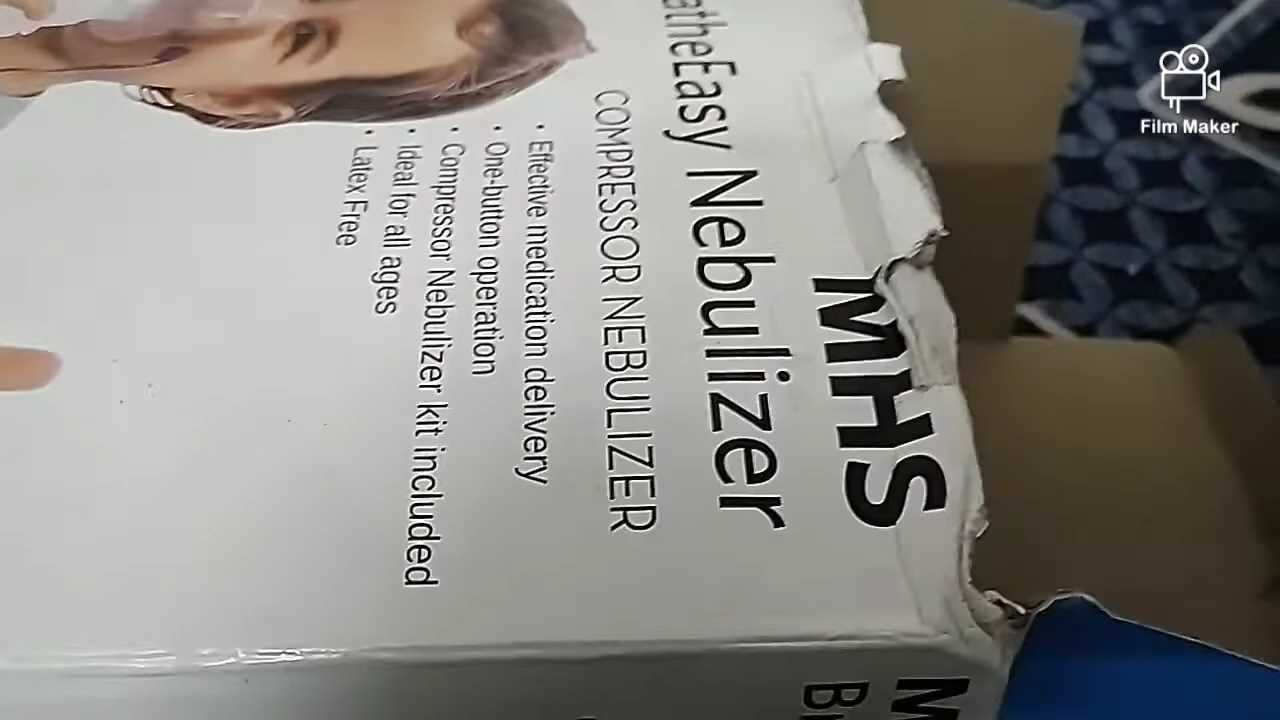 MHS
atheEasy Nebulizer
COMPRESSOR NEBULIZER
• Effective medication delivery
• One-button operation
• Compressor Nebulizer kit included
• Ideal for all ages
• Latex Free
Film Maker